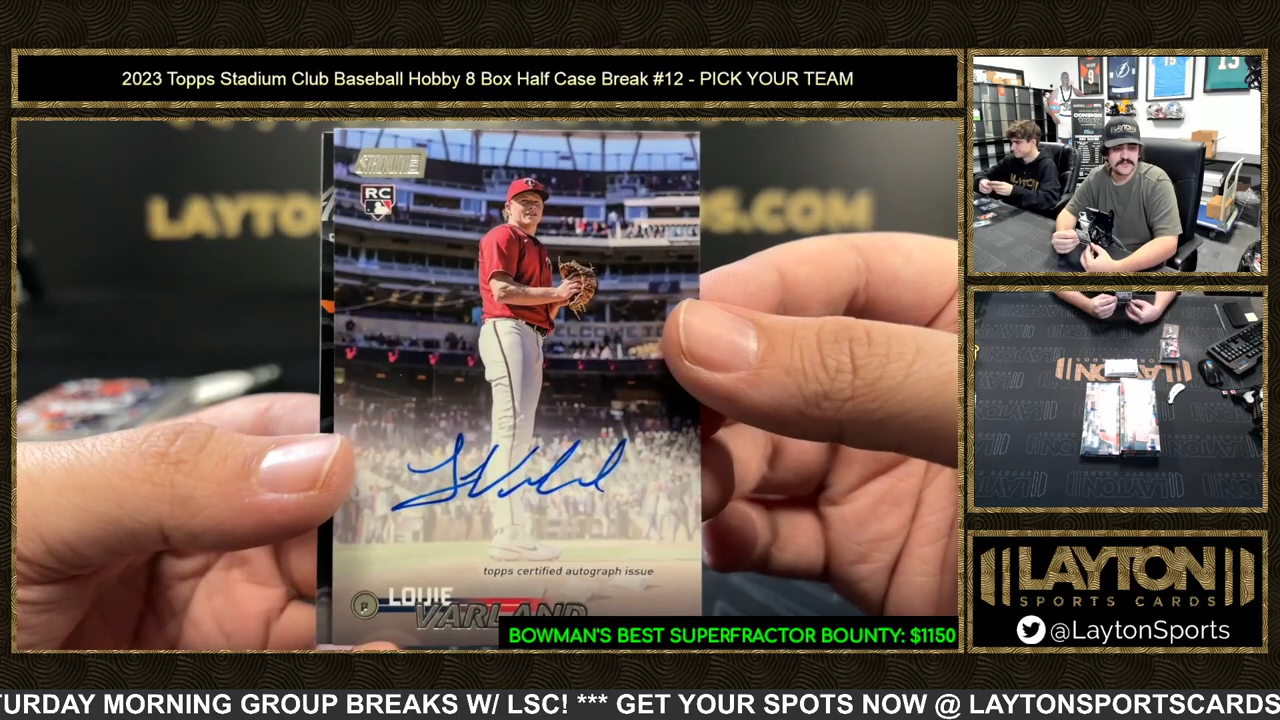 2023 Topps Stadium Club Baseball Hobby 8 Box Half Case Break #12 - PICK YOUR TEAM
STADIUM CLUB
RC
WELCOME
topps certified autograph issue
P
LOUIE
VARLAND
BOWMAN'S BEST SUPERFRACTOR BOUNTY: $1150
LAYTON
LAYTON
SPORTS CARDS
@LaytonSports
TURDAY MORNING GROUP BREAKS W/ LSC! *** GET YOUR SPOTS NOW @ LAYTONSPORTSCARDS